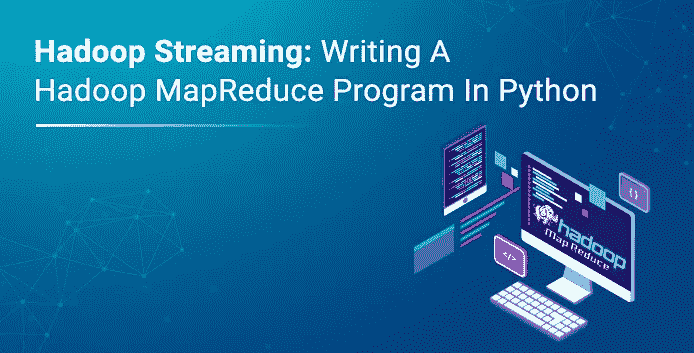 Hadoop Streaming: Writing A
Hadoop MapReduce Program In Python
{}
hadoop
Map Reduce
</>